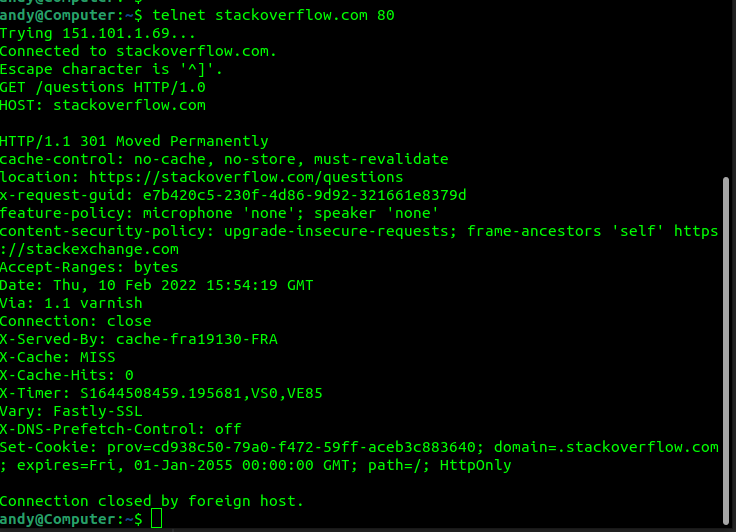 andy@Computer:~$ telnet stackoverflow.com 80
Trying 151.101.1.69...
Connected to stackoverflow.com.
Escape character is '^]'.
GET /questions HTTP/1.0
HOST: stackoverflow.com

HTTP/1.1 301 Moved Permanently
cache-control: no-cache, no-store, must-revalidate
location: https://stackoverflow.com/questions
x-request-guid: e7b420c5-230f-4d86-9d92-321661e8379d
feature-policy: microphone 'none'; speaker 'none'
content-security-policy: upgrade-insecure-requests; frame-ancestors 'self' https
://stackexchange.com
Accept-Ranges: bytes
Date: Thu, 10 Feb 2022 15:54:19 GMT
Via: 1.1 varnish
Connection: close
X-Served-By: cache-fra19130-FRA
X-Cache: MISS
X-Cache-Hits: 0
X-Timer: S1644508459.195681,VS0,VE85
Vary: Fastly-SSL
X-DNS-Prefetch-Control: off
Set-Cookie: prov=cd938c50-79a0-f472-59ff-aceb3c883640; domain=.stackoverflow.com
; expires=Fri, 01-Jan-2055 00:00:00 GMT; path=/; HttpOnly

Connection closed by foreign host.
andy@Computer:~$